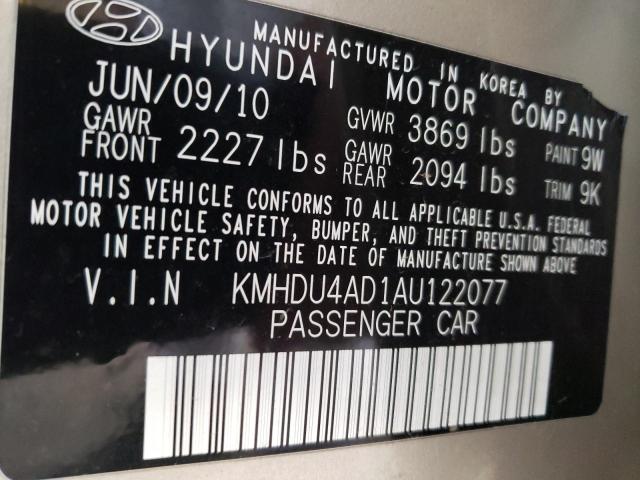 MANUFACTURED IN KOREA BY
HYUNDAI MOTOR COMPANY
JUN/09/10 GVWR 3869 lbs PAINT 9W
GAWR FRONT 2227 lbs GAWR REAR 2094 lbs TRIM 9K
THIS VEHICLE CONFORMS TO ALL APPLICABLE U.S.A. FEDERAL
MOTOR VEHICLE SAFETY, BUMPER, AND THEFT PREVENTION STANDARDS
IN EFFECT ON THE DATE OF MANUFACTURE SHOWN ABOVE
V.I.N KMHDU4AD1AU122077
PASSENGER CAR